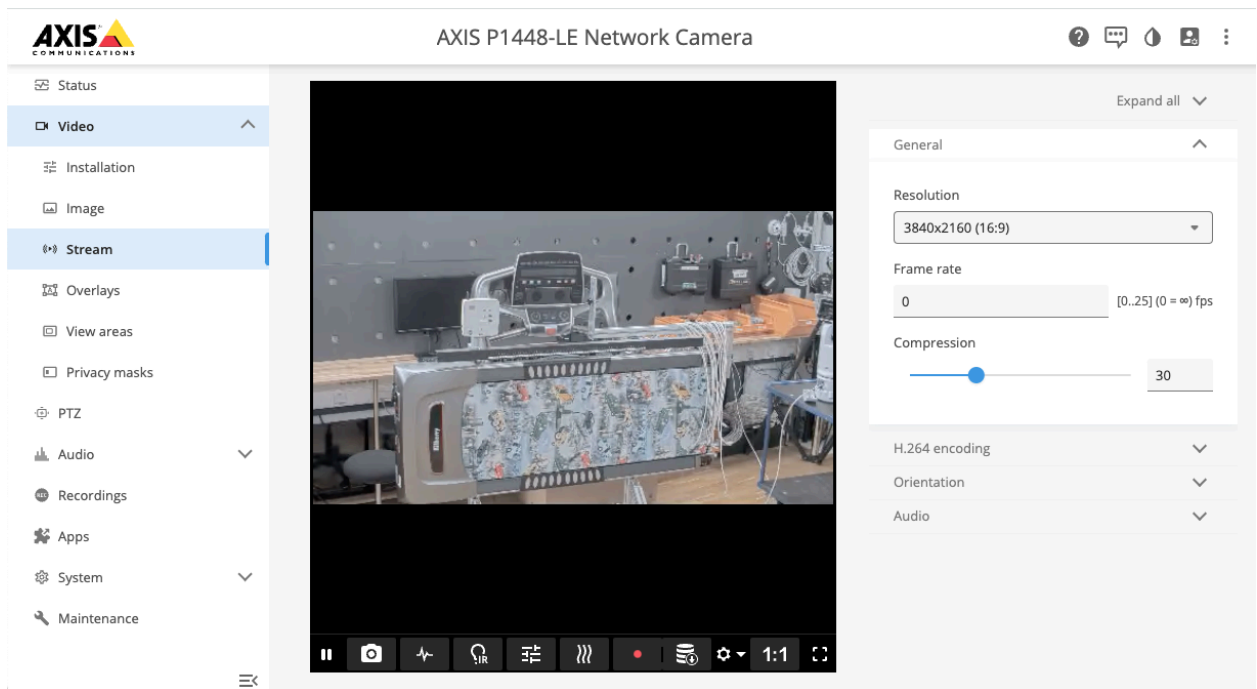 AXIS
COMMUNICATIONS
AXIS P1448-LE Network Camera
Status
Video
Installation
Image
Stream
Overlays
View areas
Privacy masks
PTZ
Audio
Recordings
Apps
System
Maintenance
IR
1:1
Expand all
General
Resolution
3840x2160 (16:9)
Frame rate
0 [0..25] (0 = ∞) fps
Compression
30
H.264 encoding
Orientation
Audio